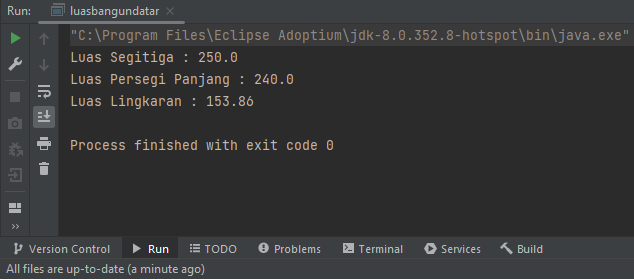 Run: luasbangundatar ×
"C:\Program Files\Eclipse Adoptium\jdk-8.0.352.8-hotspot\bin\java.exe"
Luas Segitiga : 250.0
Luas Persegi Panjang : 240.0
Luas Lingkaran : 153.86
Process finished with exit code 0
Version Control Run TODO Problems Terminal Services Build
All files are up-to-date (a minute ago)